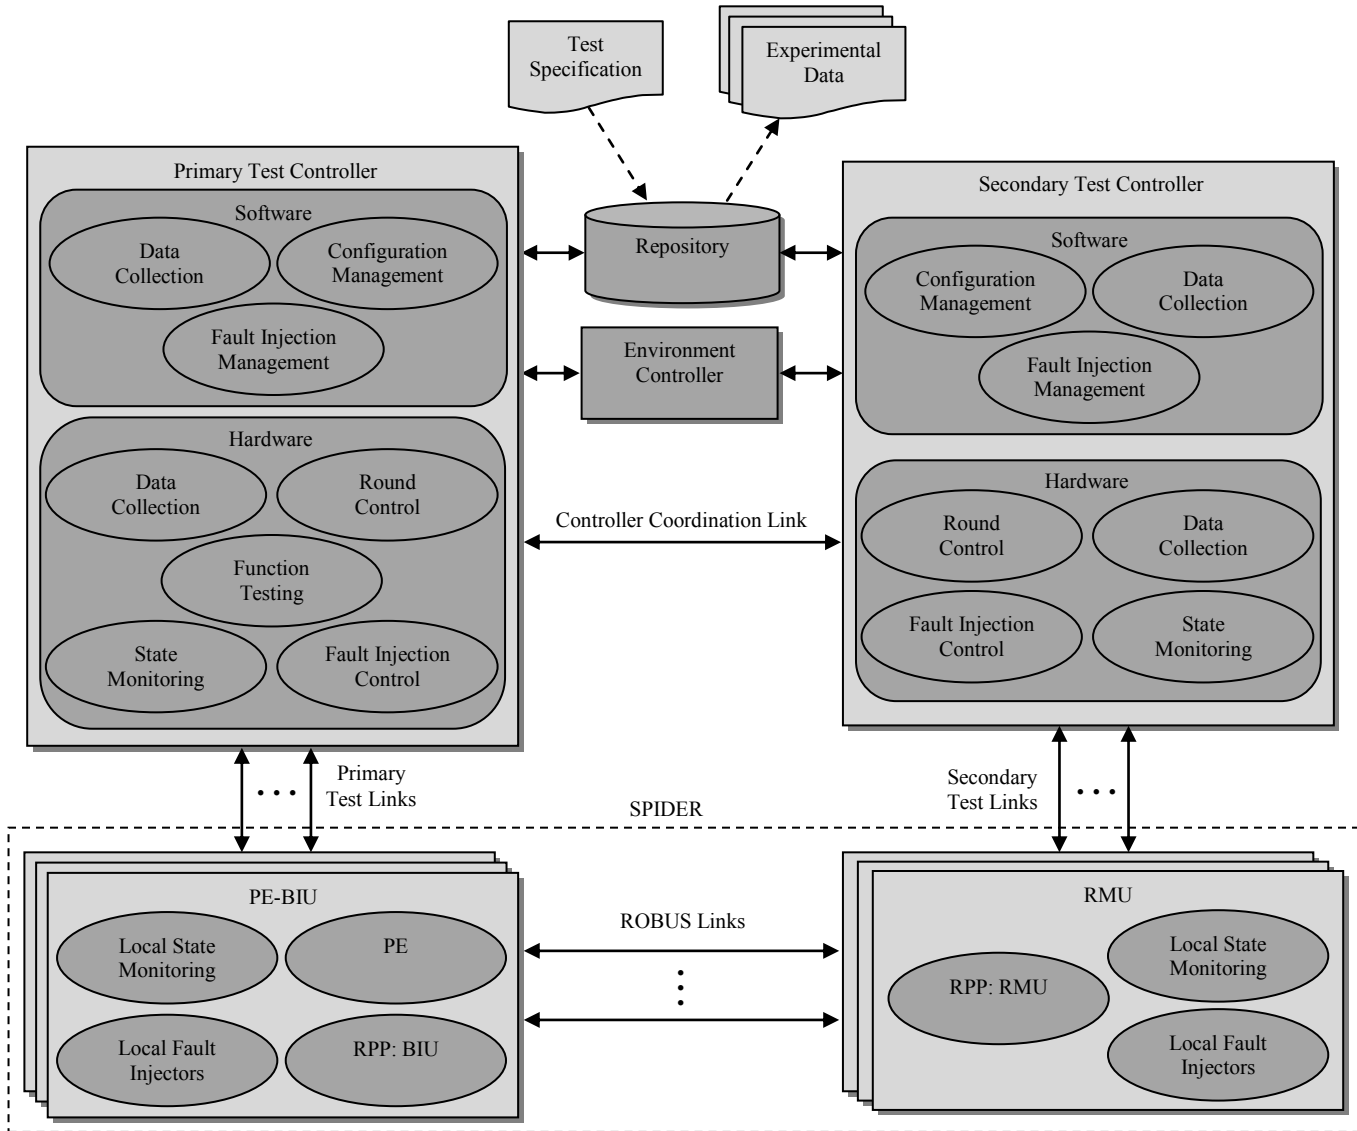 Test
Specification
Experimental
Data
Primary Test Controller
Software
Data
Collection
Configuration
Management
Fault Injection
Management
Hardware
Data
Collection
Round
Control
Function
Testing
State
Monitoring
Fault Injection
Control
Repository
Environment
Controller
Controller Coordination Link
Secondary Test Controller
Software
Configuration
Management
Data
Collection
Fault Injection
Management
Hardware
Round
Control
Data
Collection
Fault Injection
Control
State
Monitoring
Primary
Test Links
Secondary
Test Links
SPIDER
PE-BIU
Local State
Monitoring
PE
Local Fault
Injectors
RPP: BIU
ROBUS Links
RMU
RPP: RMU
Local State
Monitoring
Local Fault
Injectors